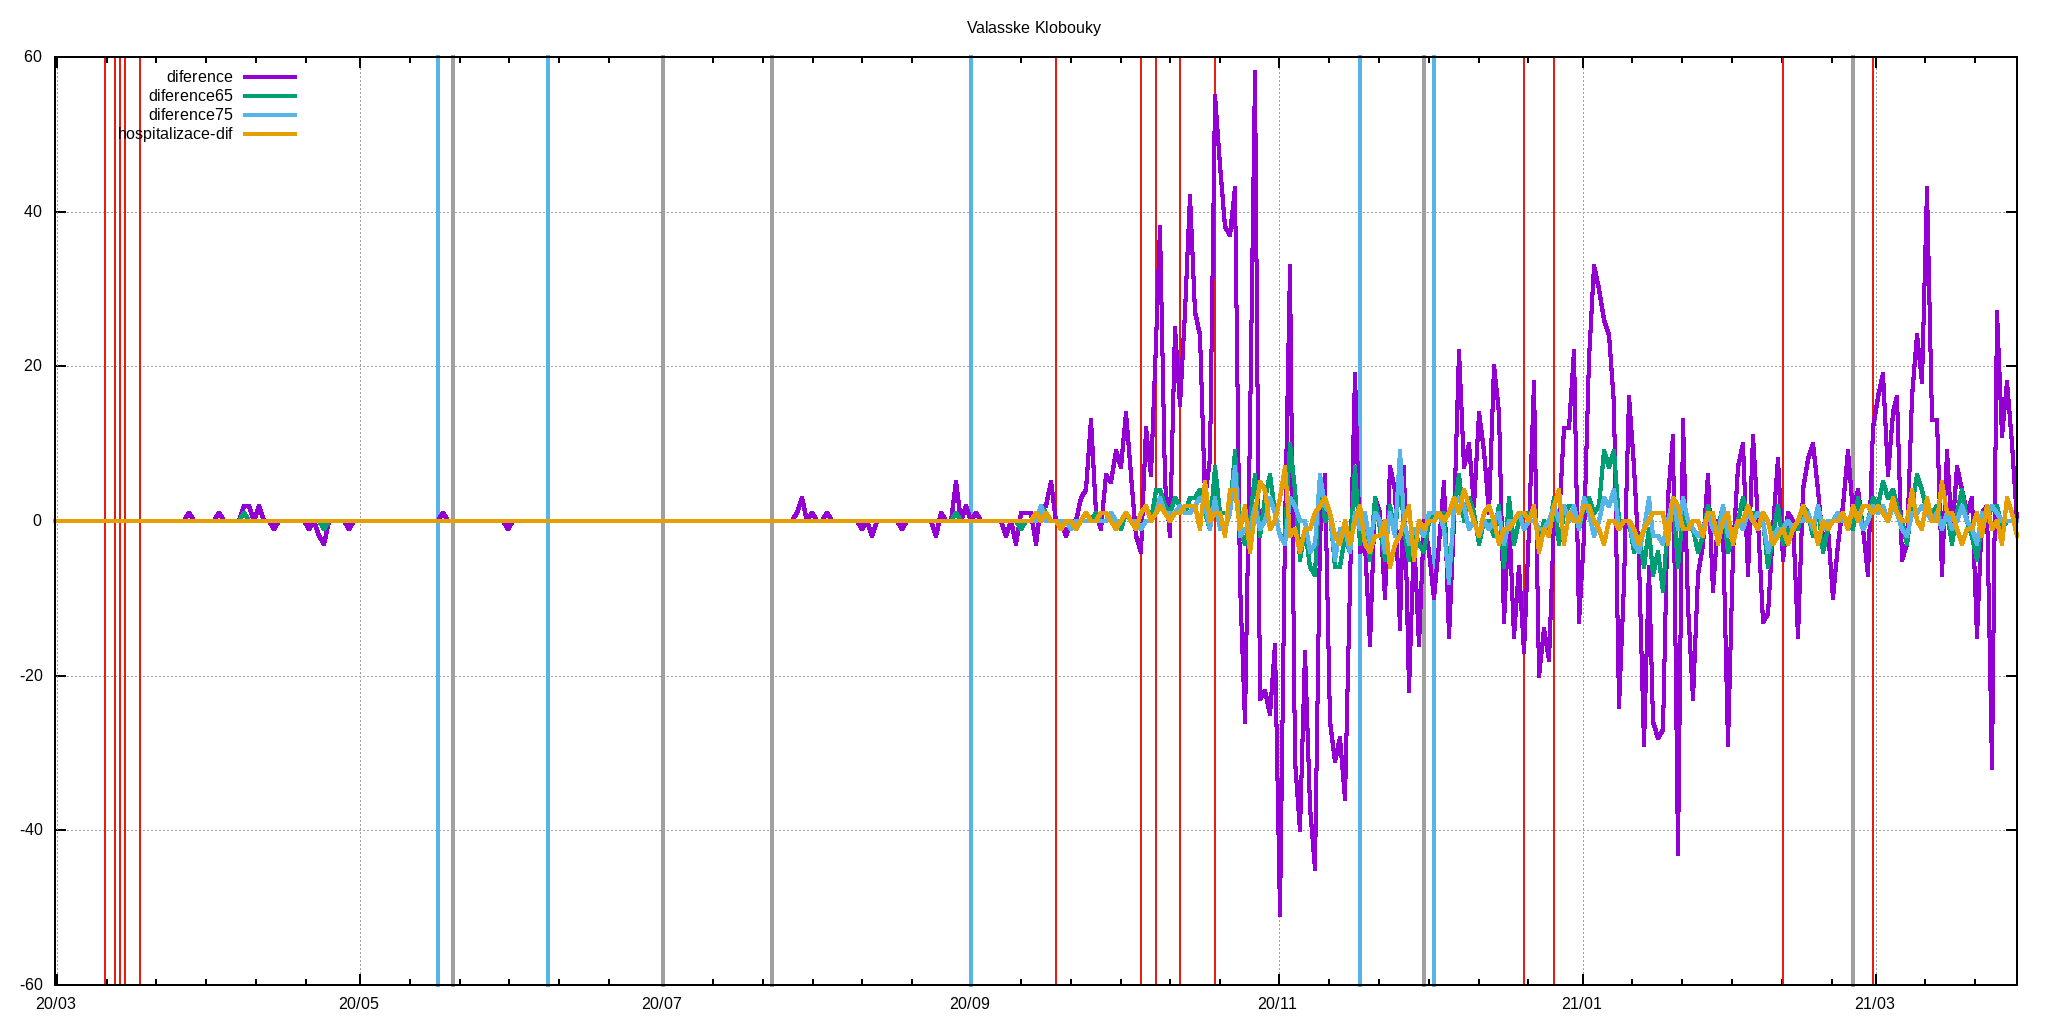 Valasske Klobouky
60
diference
diference65
diference75
hospitalizace-dif
40
20
0
-20
-40
-60
20/03 20/05 20/07 20/09 20/11 21/01 21/03